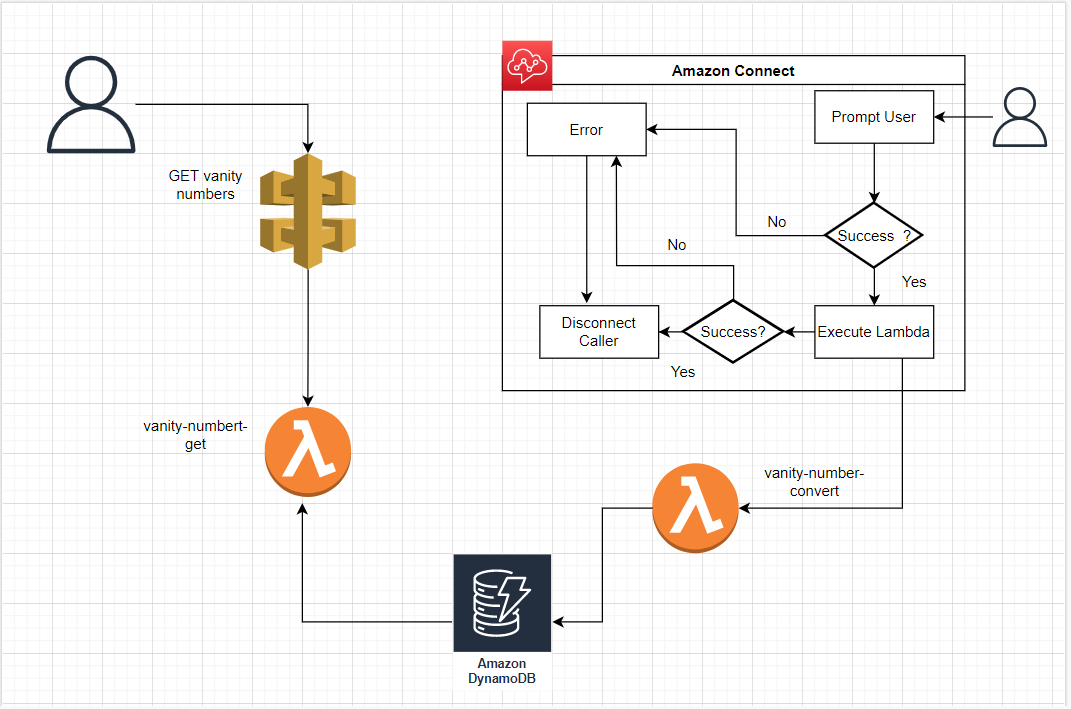 Amazon Connect
Error
Prompt User
GET vanity
numbers
No
Success ?
No
Yes
Disconnect
Caller
Success?
Execute Lambda
Yes
vanity-numbert-
get
vanity-number-
convert
Amazon
DynamoDB